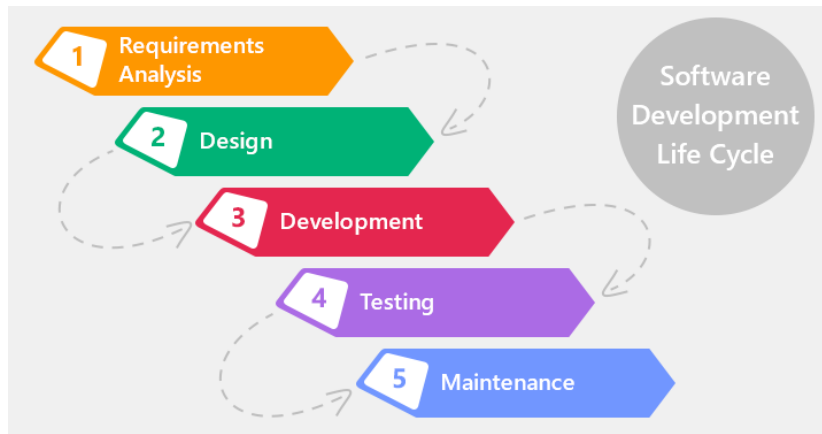 1
Requirements
Analysis
2
Design
3
Development
4
Testing
5
Maintenance
Software
Development
Life Cycle